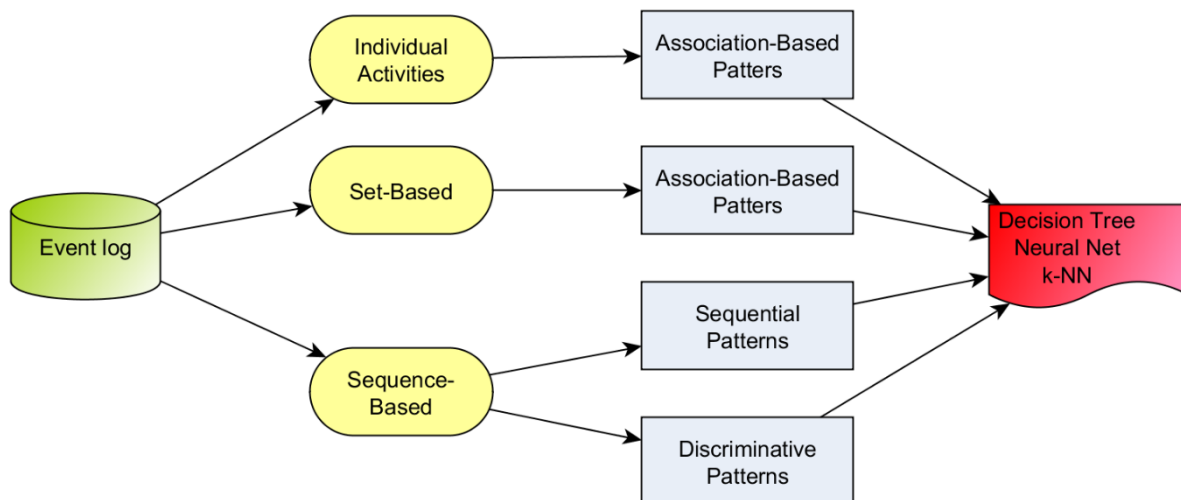 Individual
Activities
Association-Based
Patters
Set-Based
Association-Based
Patters
Event log
Decision Tree
Neural Net
k-NN
Sequential
Patterns
Sequence-
Based
Discriminative
Patterns